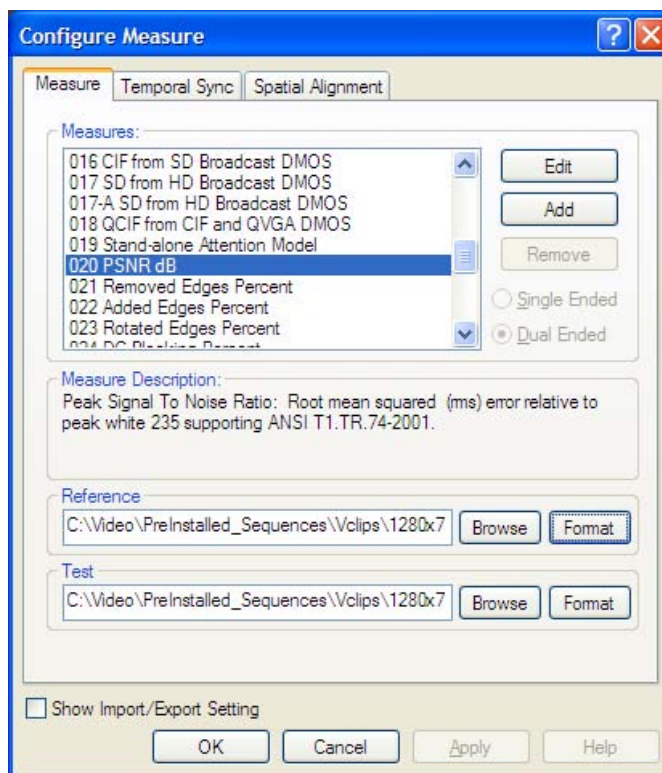 Configure Measure
Measure
Temporal Sync
Spatial Alignment
Measures:
016 CIF from SD Broadcast DMOS
017 SD from HD Broadcast DMOS
017-A SD from HD Broadcast DMOS
018 QCIF from CIF and QVGA DMOS
019 Stand-alone Attention Model
020 PSNR dB
021 Removed Edges Percent
022 Added Edges Percent
023 Rotated Edges Percent
024 DC Blocking Percent
Edit
Add
Remove
Single Ended
Dual Ended
Measure Description:
Peak Signal To Noise Ratio: Root mean squared (rms) error relative to
peak white 235 supporting ANSI T1.TR.74-2001.
Reference
C:\Video\PreInstalled_Sequences\Vclips\1280x7
Browse
Format
Test
C:\Video\PreInstalled_Sequences\Vclips\1280x7
Browse
Format
Show Import/Export Setting
OK
Cancel
Apply
Help